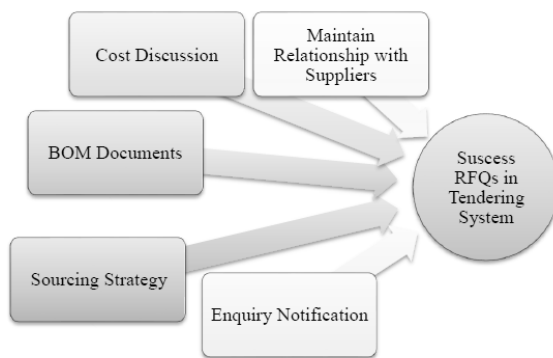 Cost Discussion
Maintain
Relationship with
Suppliers
BOM Documents
Suscess
RFQs in
Tendering
System
Sourcing Strategy
Enquiry Notification